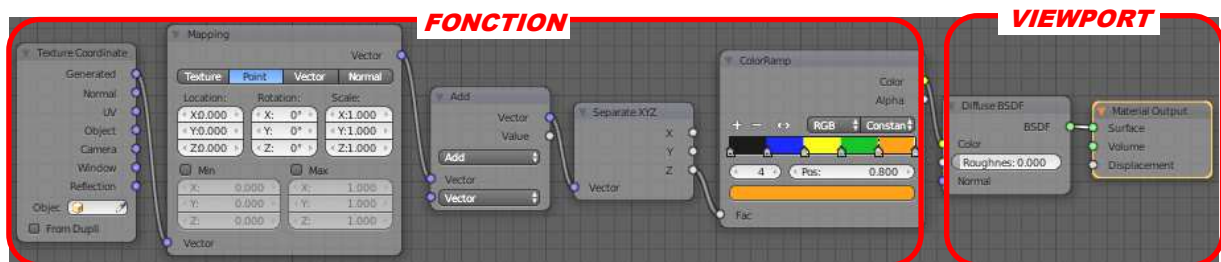 FONCTION
VIEWPORT
Texture Coordinate
Generated
Normal
UV
Object
Camera
Window
Reflection
Objec
From Dupli
Mapping
Vector
Texture Point Vector Normal
Location: Rotation: Scale:
X:0.000 X: 0° X:1.000
Y:0.000 Y: 0° Y:1.000
Z:0.000 Z: 0° Z:1.000
Min Max
X: 0.000 X: 1.000
Y: 0.000 Y: 1.000
Z: 0.000 Z: 1.000
Vector
Add
Vector
Value
Add
Vector
Vector
Separate XYZ
X
Y
Z
Vector
ColorRamp
Color
Alpha
+ − RGB Constan
4 Pos: 0.800
Fac
Diffuse BSDF
BSDF
Color
Roughnes: 0.000
Normal
Material Output
Surface
Volume
Displacement